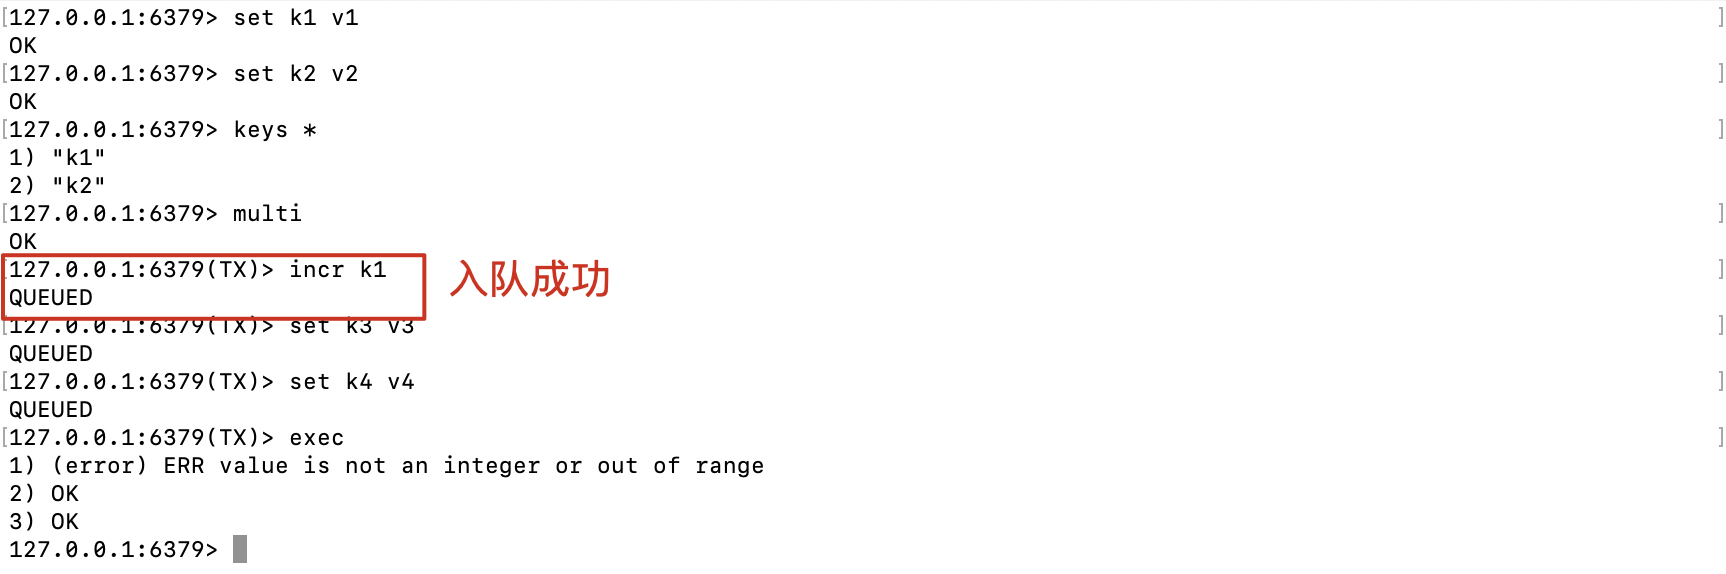 [127.0.0.1:6379> set k1 v1 ]
OK
[127.0.0.1:6379> set k2 v2 ]
OK
[127.0.0.1:6379> keys * ]
1) "k1"
2) "k2"
[127.0.0.1:6379> multi ]
OK
[127.0.0.1:6379(TX)> incr k1 ]
入队成功
QUEUED
[127.0.0.1:6379(TX)> set k3 v3 ]
QUEUED
[127.0.0.1:6379(TX)> set k4 v4 ]
QUEUED
[127.0.0.1:6379(TX)> exec ]
1) (error) ERR value is not an integer or out of range
2) OK
3) OK
127.0.0.1:6379>